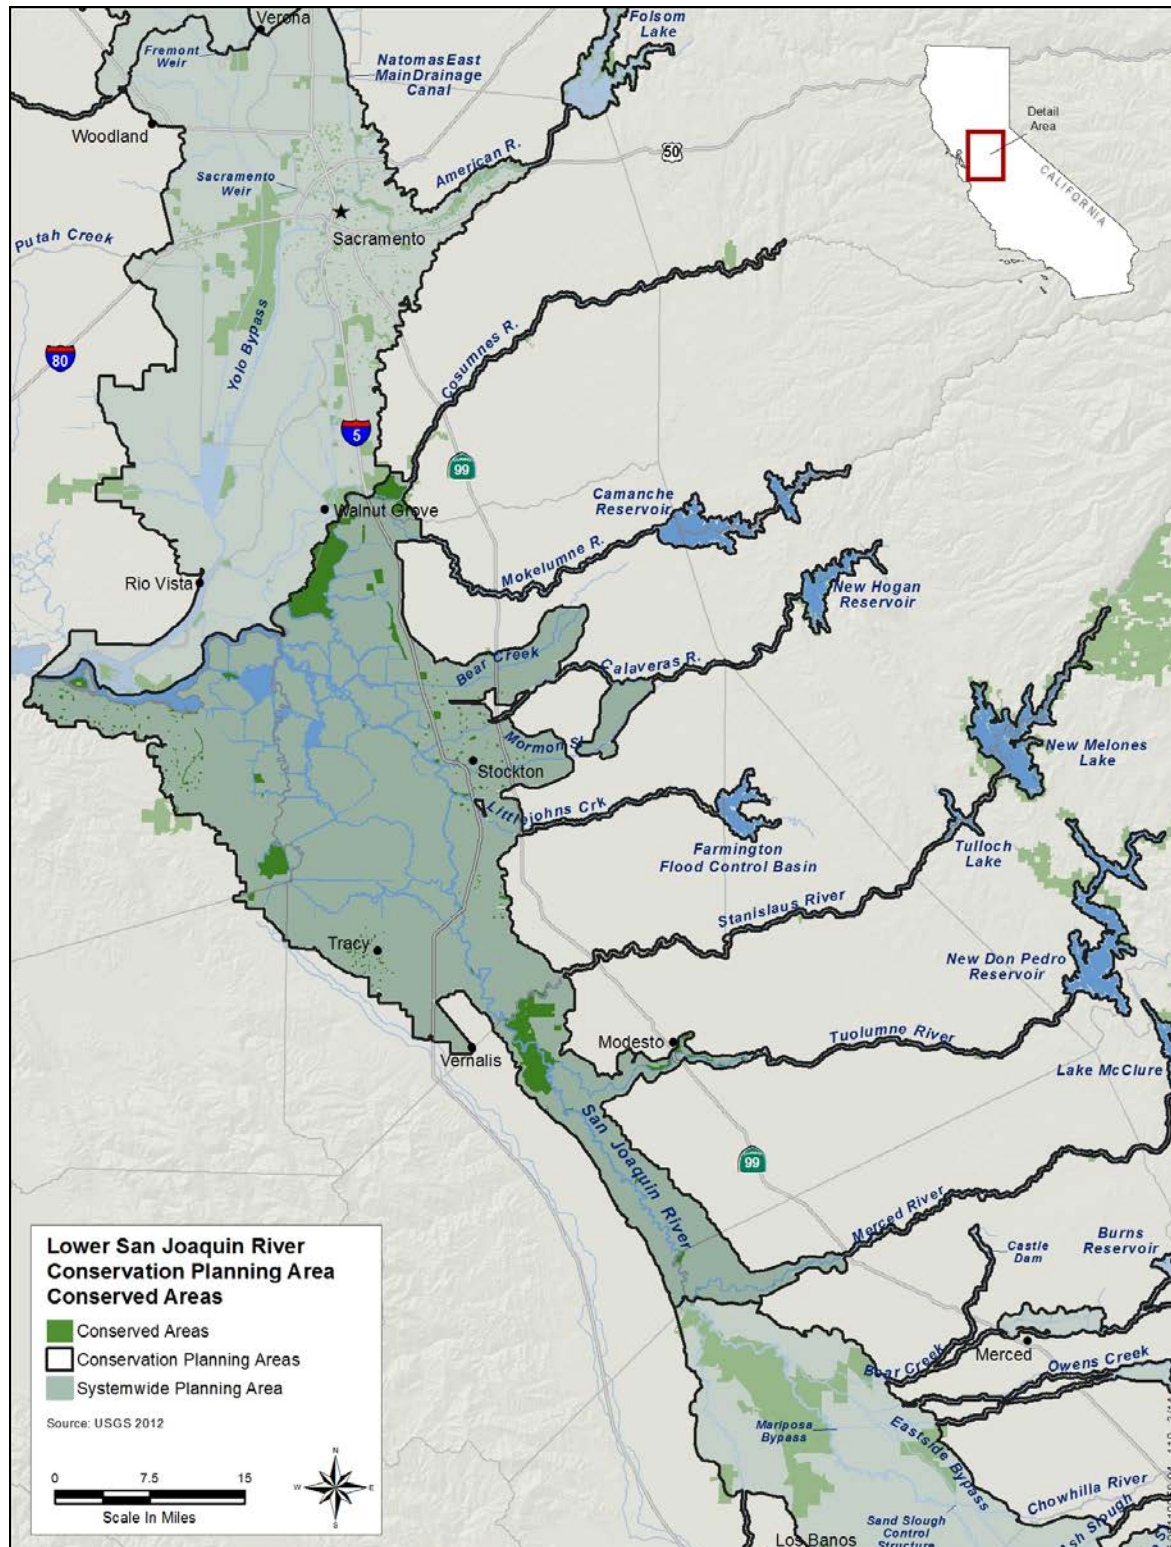 Verona
Folsom
Lake
Fremont
Weir
Natomas East
Main Drainage
Canal
Woodland
Detail
Area
50
American R.
Sacramento
Weir
CALIFORNIA
Sacramento
Putah Creek
Yolo Bypass
80
Cosumnes R.
5
99
Camanche
Reservoir
Walnut Grove
Mokelumne R.
Rio Vista
New Hogan
Reservoir
Bear Creek
Calaveras R.
Mormon Sl.
New Melones
Lake
Stockton
Littlejohns Crk
Farmington
Flood Control Basin
Tulloch
Lake
Stanislaus River
Tracy
New Don Pedro
Reservoir
Modesto
Tuolumne River
Vernalis
Lake McClure
San Joaquin River
99
Merced River
Castle
Dam
Burns
Reservoir
Lower San Joaquin River
Conservation Planning Area
Conserved Areas
Conserved Areas
Conservation Planning Areas
Systemwide Planning Area
Source: USGS 2012
0 7.5 15
Scale In Miles
N
W E
S
Bear Creek
Merced
Owens Creek
Mariposa
Bypass
Eastside Bypass
Chowhilla River
Sand Slough
Control
Structure
Ash Slough
Los Banos